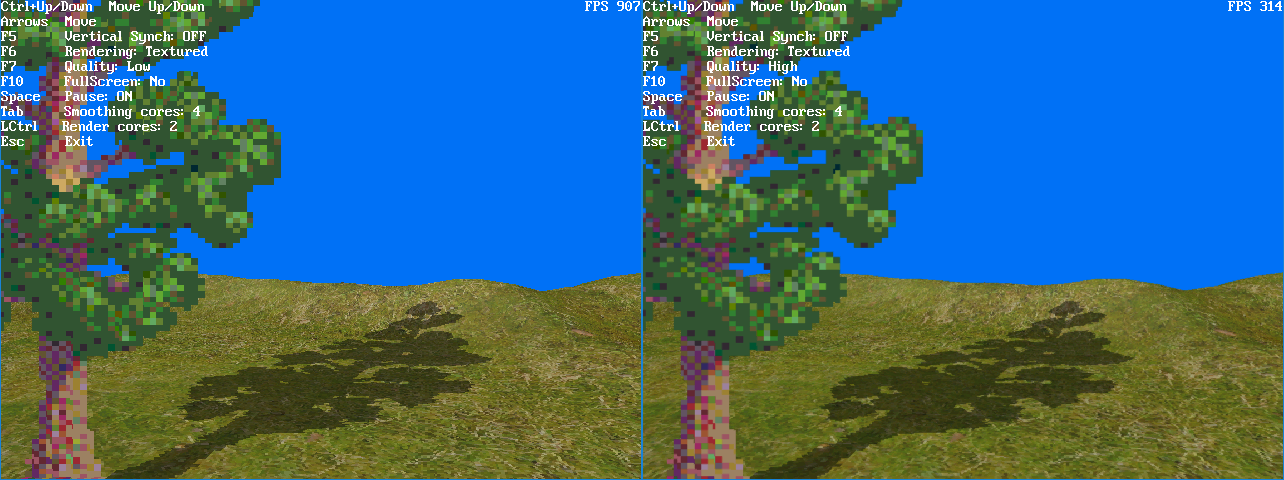 Ctrl+Up/Down Move Up/Down FPS 907
Arrows Move
F5 Vertical Synch: OFF
F6 Rendering: Textured
F7 Quality: Low
F10 FullScreen: No
Space Pause: ON
Tab Smoothing cores: 4
LCtrl Render cores: 2
Esc Exit
Ctrl+Up/Down Move Up/Down FPS 314
Arrows Move
F5 Vertical Synch: OFF
F6 Rendering: Textured
F7 Quality: High
F10 FullScreen: No
Space Pause: ON
Tab Smoothing cores: 4
LCtrl Render cores: 2
Esc Exit